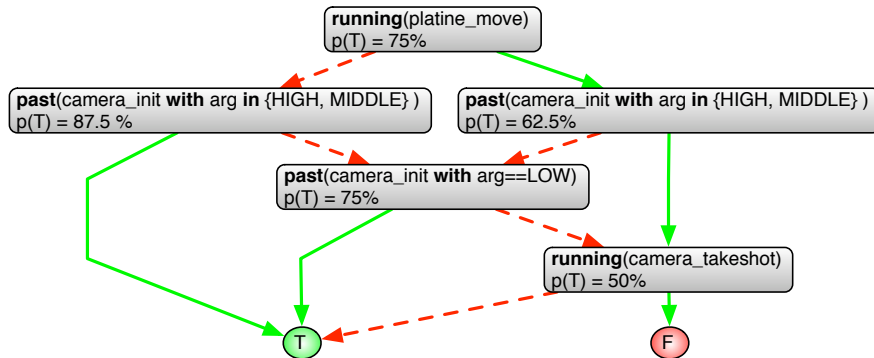 running(platine_move)
p(T) = 75%
past(camera_init with arg in {HIGH, MIDDLE} )
p(T) = 87.5 %
past(camera_init with arg in {HIGH, MIDDLE} )
p(T) = 62.5%
past(camera_init with arg==LOW)
p(T) = 75%
running(camera_takeshot)
p(T) = 50%
T
F